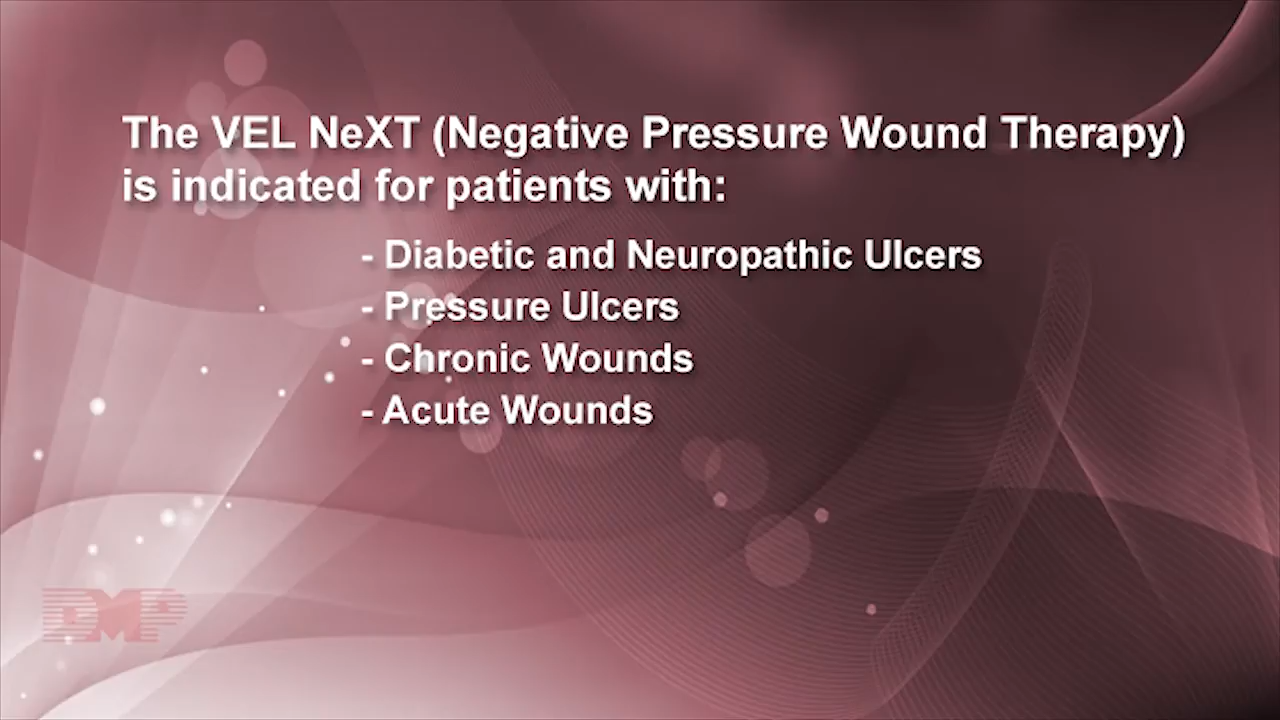 The VEL NeXT (Negative Pressure Wound Therapy)
is indicated for patients with:
- Diabetic and Neuropathic Ulcers
- Pressure Ulcers
- Chronic Wounds
- Acute Wounds